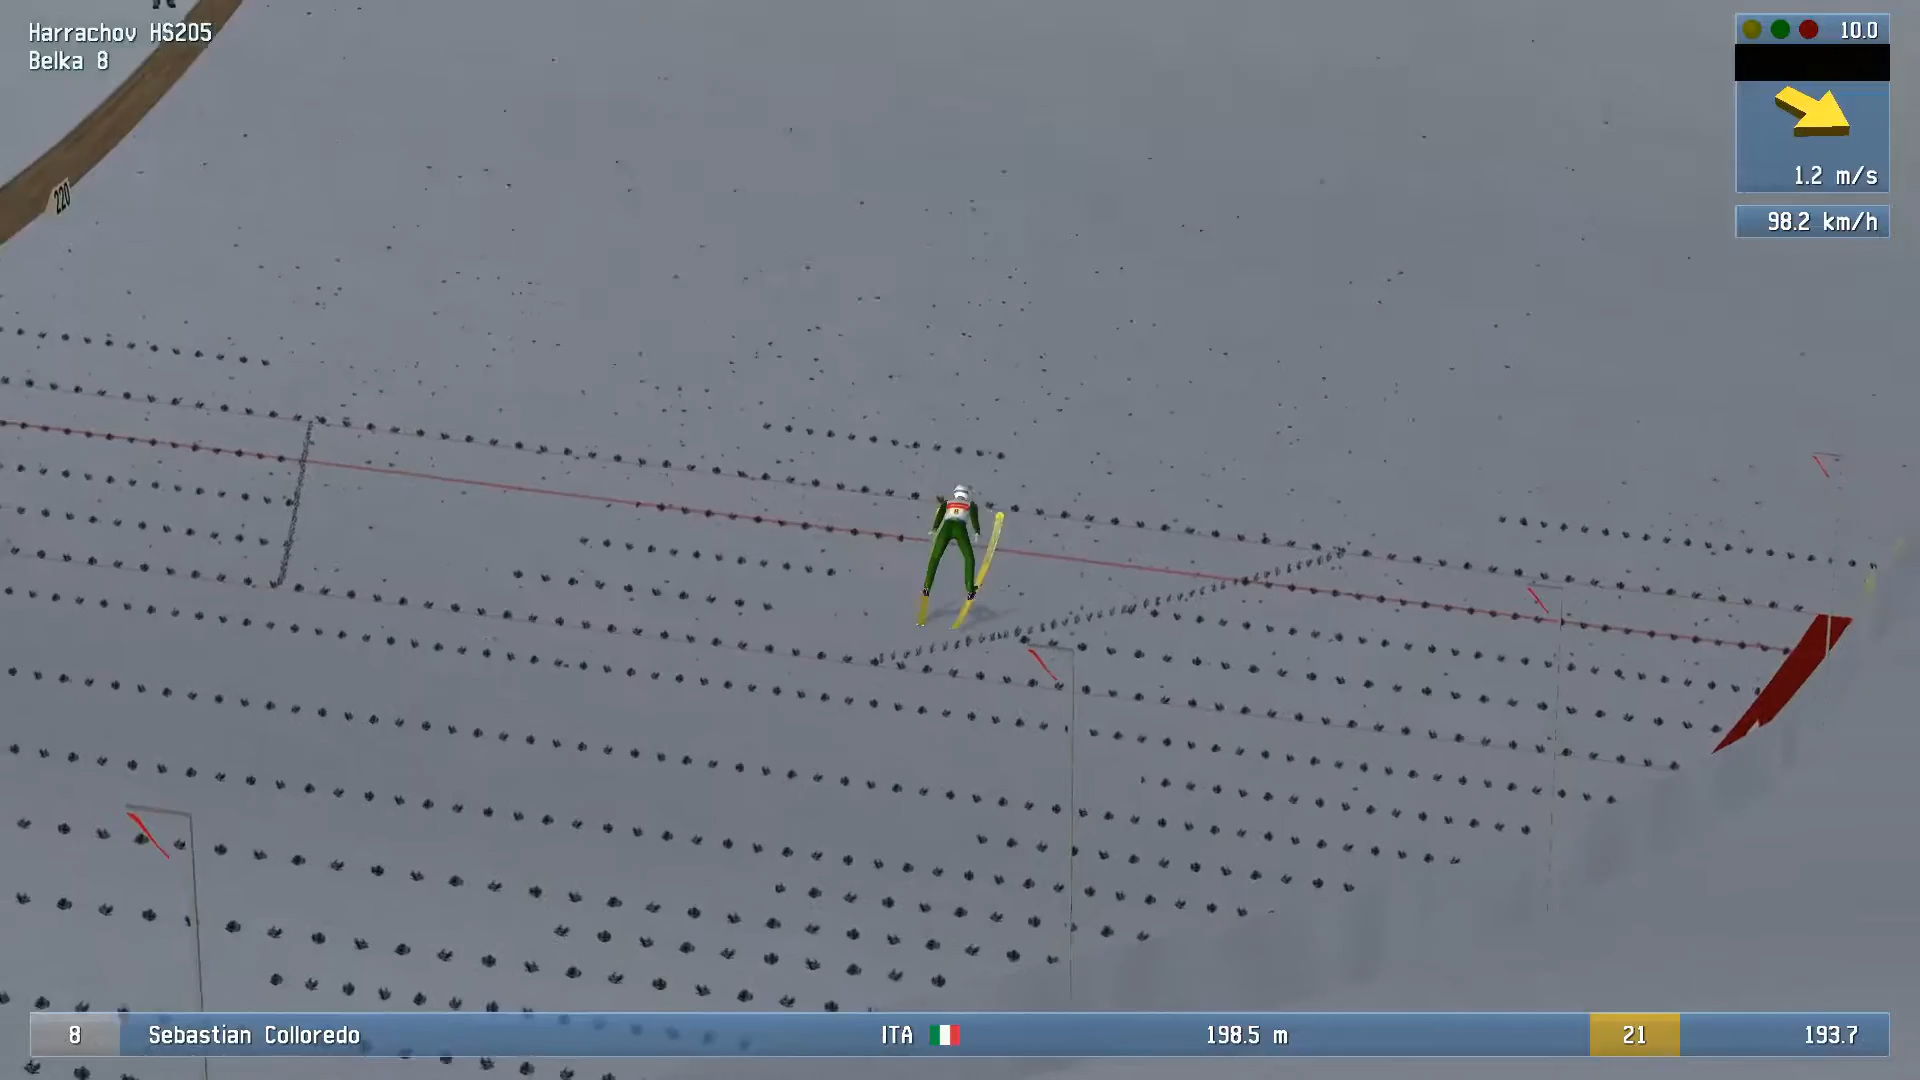 Harrachov HS205
Belka 8
10.0
1.2 m/s
98.2 km/h
220
8
8 Sebastian Colloredo ITA 198.5 m 21 193.7